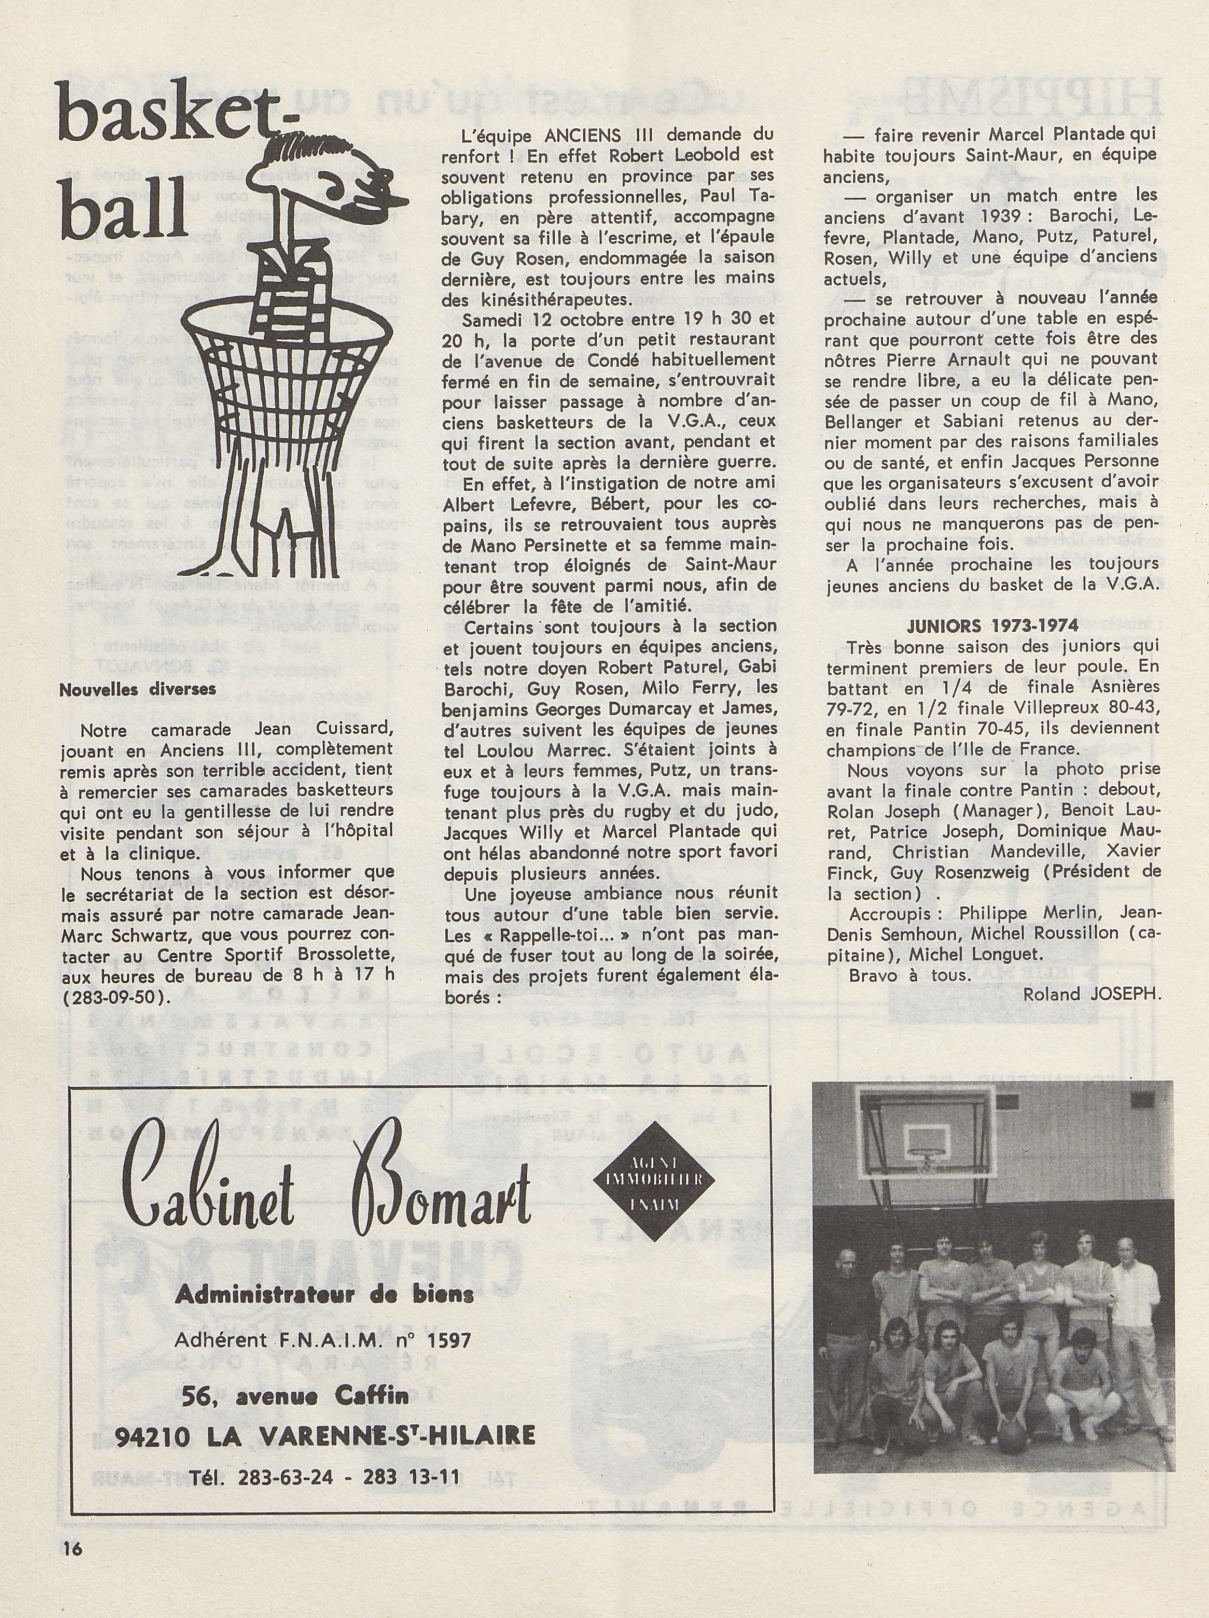 basket-
ball
Nouvelles diverses
Notre camarade Jean Cuissard,
jouant en Anciens III, complètement
remis après son terrible accident, tient
à remercier ses camarades basketteurs
qui ont eu la gentillesse de lui rendre
visite pendant son séjour à l'hôpital
et à la clinique.
Nous tenons à vous informer que
le secrétariat de la section est désor-
mais assuré par notre camarade Jean-
Marc Schwartz, que vous pourrez con-
tacter au Centre Sportif Brossolette,
aux heures de bureau de 8 h à 17 h
(283-09-50).
L'équipe ANCIENS III demande du
renfort ! En effet Robert Leobold est
souvent retenu en province par ses
obligations professionnelles, Paul Ta-
bary, en père attentif, accompagne
souvent sa fille à l'escrime, et l'épaule
de Guy Rosen, endommagée la saison
dernière, est toujours entre les mains
des kinésithérapeutes.
Samedi 12 octobre entre 19 h 30 et
20 h, la porte d'un petit restaurant
de l'avenue de Condé habituellement
fermé en fin de semaine, s'entrouvrait
pour laisser passage à nombre d'an-
ciens basketteurs de la V.G.A., ceux
qui firent la section avant, pendant et
tout de suite après la dernière guerre.
En effet, à l'instigation de notre ami
Albert Lefevre, Bébert, pour les co-
pains, ils se retrouvaient tous auprès
de Mano Persinette et sa femme main-
tenant trop éloignés de Saint-Maur
pour être souvent parmi nous, afin de
célébrer la fête de l'amitié.
Certains sont toujours à la section
et jouent toujours en équipes anciens,
tels notre doyen Robert Paturel, Gabi
Barochi, Guy Rosen, Milo Ferry, les
benjamins Georges Dumarcay et James,
d'autres suivent les équipes de jeunes
tel Loulou Marrec. S'étaient joints à
eux et à leurs femmes, Putz, un trans-
fuge toujours à la V.G.A. mais main-
tenant plus près du rugby et du judo,
Jacques Willy et Marcel Plantade qui
ont hélas abandonné notre sport favori
depuis plusieurs années.
Une joyeuse ambiance nous réunit
tous autour d'une table bien servie.
Les « Rappelle-toi... » n'ont pas man-
qué de fuser tout au long de la soirée,
mais des projets furent également éla-
borés :
— faire revenir Marcel Plantade qui
habite toujours Saint-Maur, en équipe
anciens,
— organiser un match entre les
anciens d'avant 1939 : Barochi, Le-
fevre, Plantade, Mano, Putz, Paturel,
Rosen, Willy et une équipe d'anciens
actuels,
— se retrouver à nouveau l'année
prochaine autour d'une table en espé-
rant que pourront cette fois être des
nôtres Pierre Arnault qui ne pouvant
se rendre libre, a eu la délicate pen-
sée de passer un coup de fil à Mano,
Bellanger et Sabiani retenus au der-
nier moment par des raisons familiales
ou de santé, et enfin Jacques Personne
que les organisateurs s'excusent d'avoir
oublié dans leurs recherches, mais à
qui nous ne manquerons pas de pen-
ser la prochaine fois.
A l'année prochaine les toujours
jeunes anciens du basket de la V.G.A.
JUNIORS 1973-1974
Très bonne saison des juniors qui
terminent premiers de leur poule. En
battant en 1/4 de finale Asnières
79-72, en 1/2 finale Villepreux 80-43,
en finale Pantin 70-45, ils deviennent
champions de l'Ile de France.
Nous voyons sur la photo prise
avant la finale contre Pantin : debout,
Rolan Joseph (Manager), Benoit Lau-
ret, Patrice Joseph, Dominique Mau-
rand, Christian Mandeville, Xavier
Finck, Guy Rosenzweig (Président de
la section) .
Accroupis : Philippe Merlin, Jean-
Denis Semhoun, Michel Roussillon (ca-
pitaine), Michel Longuet.
Bravo à tous.
Roland JOSEPH.
Cabinet Bomart
AGENT
IMMOBILIER
FNAIM
Administrateur de biens
Adhérent F.N.A.I.M. n° 1597
56, avenue Caffin
94210 LA VARENNE-Sᵀ-HILAIRE
Tél. 283-63-24 - 283 13-11
16